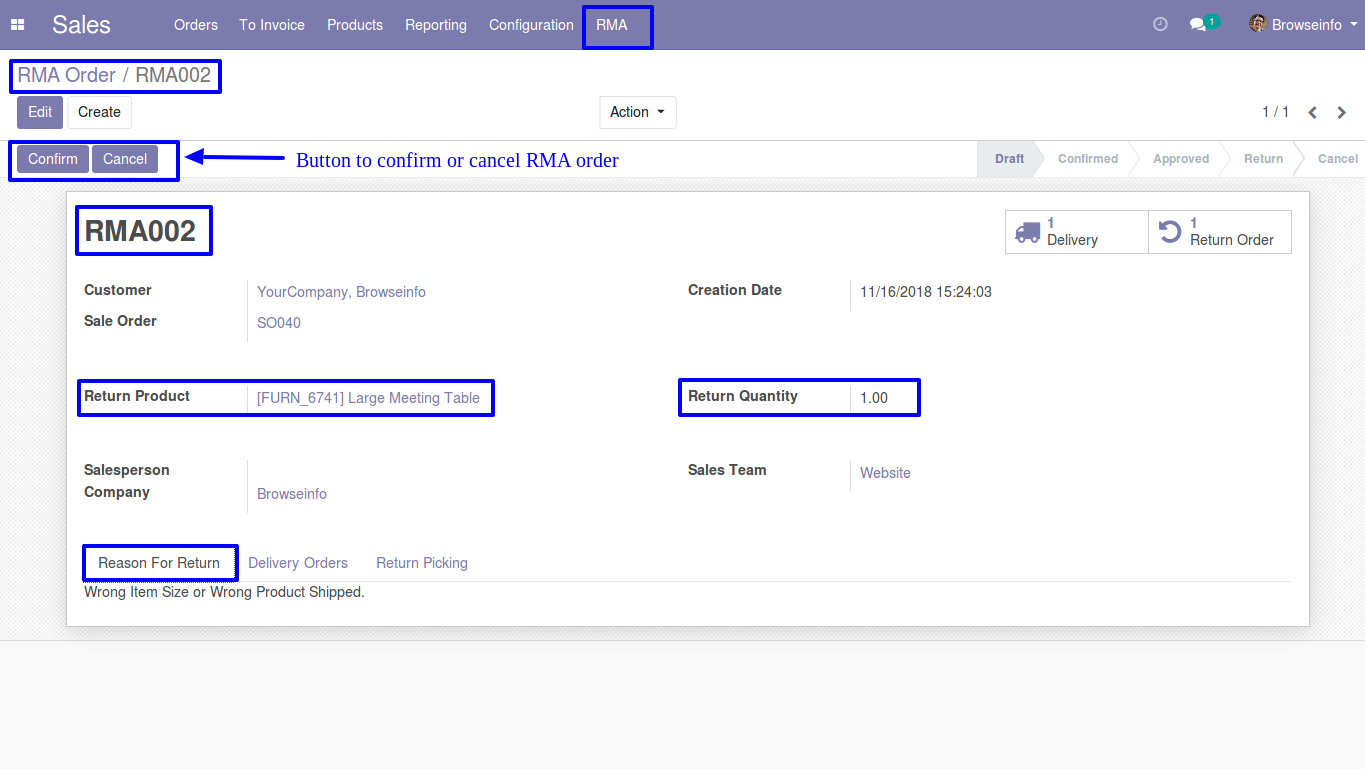 Sales Orders To Invoice Products Reporting Configuration RMA 1 Browseinfo
RMA Order / RMA002
Edit Create Action 1 / 1
Confirm Cancel Button to confirm or cancel RMA order Draft Confirmed Approved Return Cancel
RMA002
1
Delivery
1
Return Order
Customer YourCompany, Browseinfo Creation Date 11/16/2018 15:24:03
Sale Order SO040
Return Product [FURN_6741] Large Meeting Table Return Quantity 1.00
Salesperson Sales Team Website
Company Browseinfo
Reason For Return Delivery Orders Return Picking
Wrong Item Size or Wrong Product Shipped.